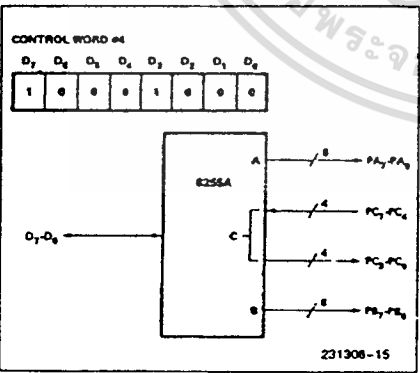 CONTROL WORD #4
D7 D6 D5 D4 D3 D2 D1 D0
1 0 0 0 1 0 0 0
8255A
A
8
PA7-PA0
4
PC7-PC4
D7-D0
C
4
PC3-PC0
B
8
PB7-PB0
231308-15